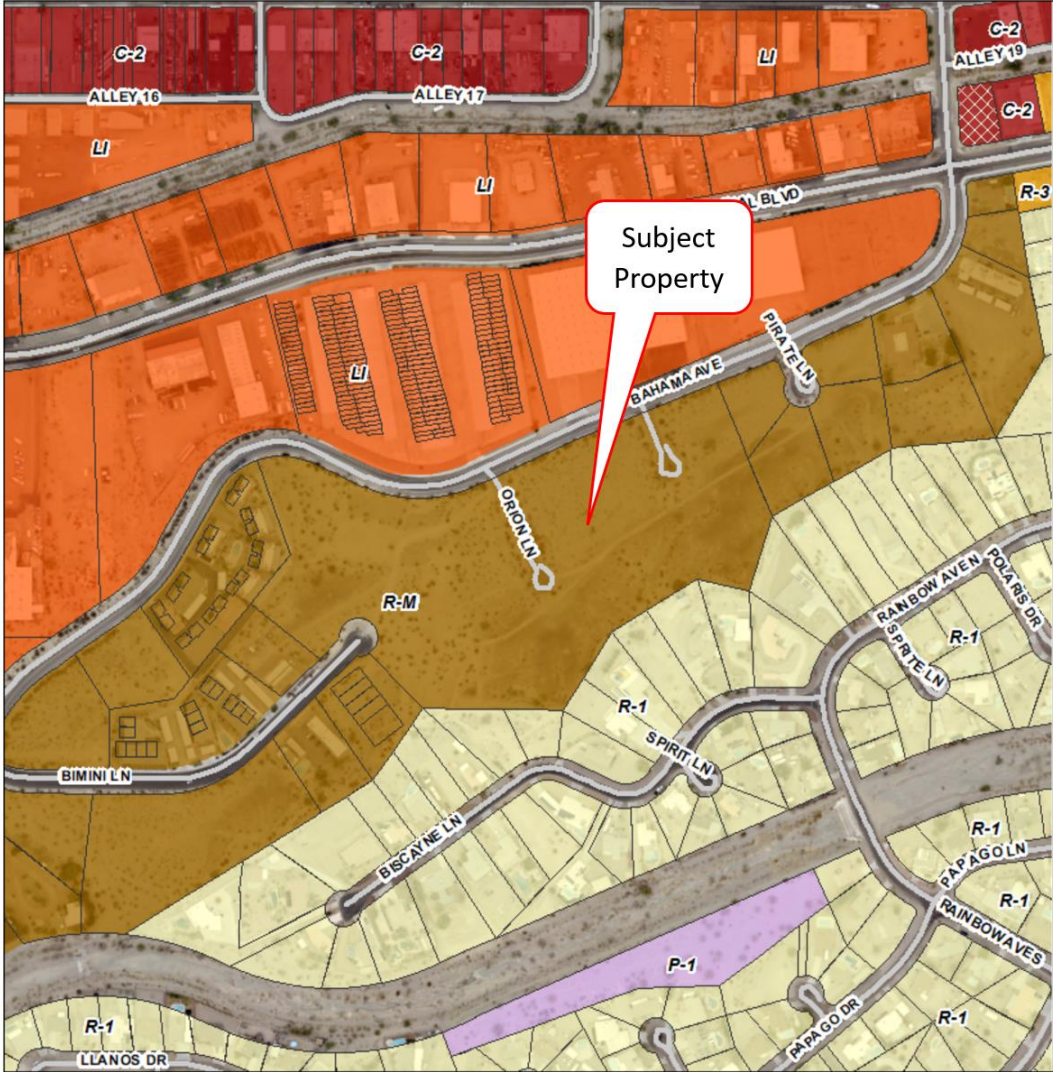 C-2
C-2
LI
C-2
ALLEY 19
ALLEY 16
ALLEY 17
C-2
LI
LI
R-3
BLVD
Subject
Property
PIRATE LN
LI
BAHAMA AVE
ORION LN
R-M
RAINBOW AVE N
POLARIS DR
SPRITE LN
R-1
R-1
SPIRIT LN
BIMINI LN
BISCAYNE LN
R-1
PAPAGO LN
R-1
RAINBOW AVE S
P-1
R-1
PAPAGO DR
R-1
LLANOS DR